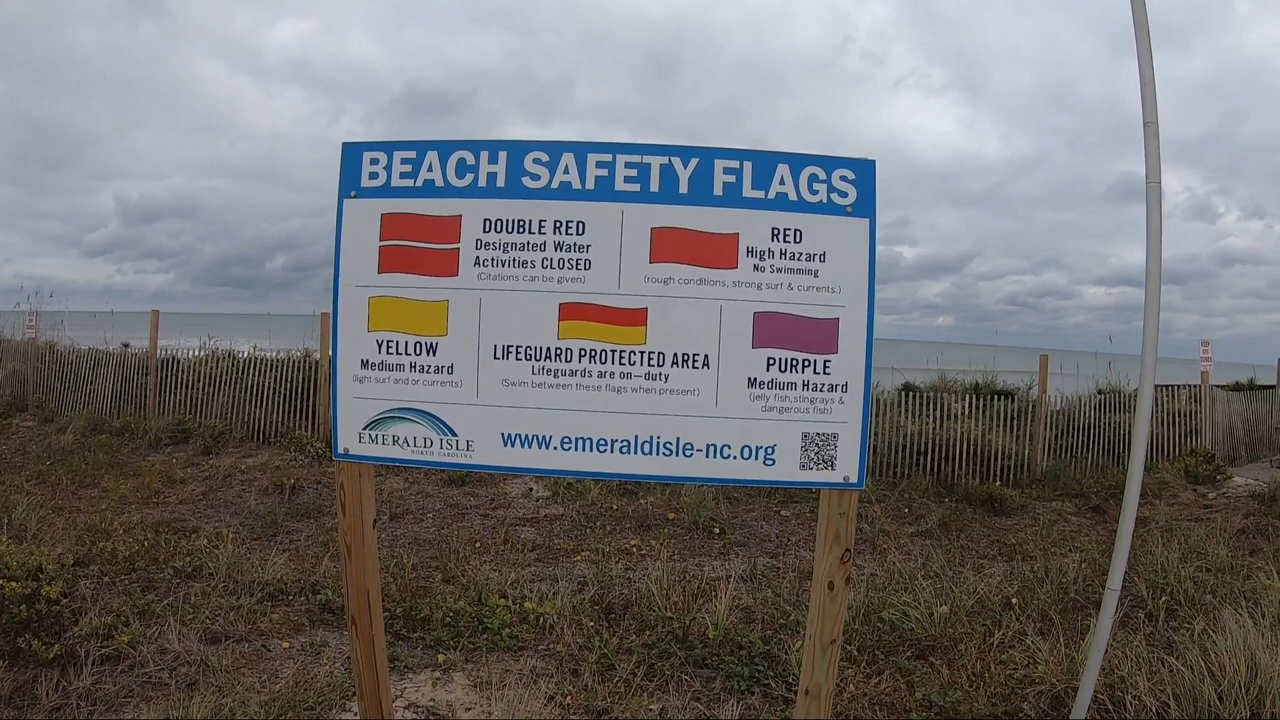 BEACH SAFETY FLAGS
DOUBLE RED
Designated Water
Activities CLOSED
(Citations can be given)
RED
High Hazard
No Swimming
(rough conditions, strong surf & currents.)
YELLOW
Medium Hazard
(light surf and or currents)
LIFEGUARD PROTECTED AREA
Lifeguards are on—duty
(Swim between these flags when present)
PURPLE
Medium Hazard
(jelly fish,stingrays &
dangerous fish)
EMERALD ISLE
NORTH CAROLINA
www.emeraldisle-nc.org
KEEP
OFF